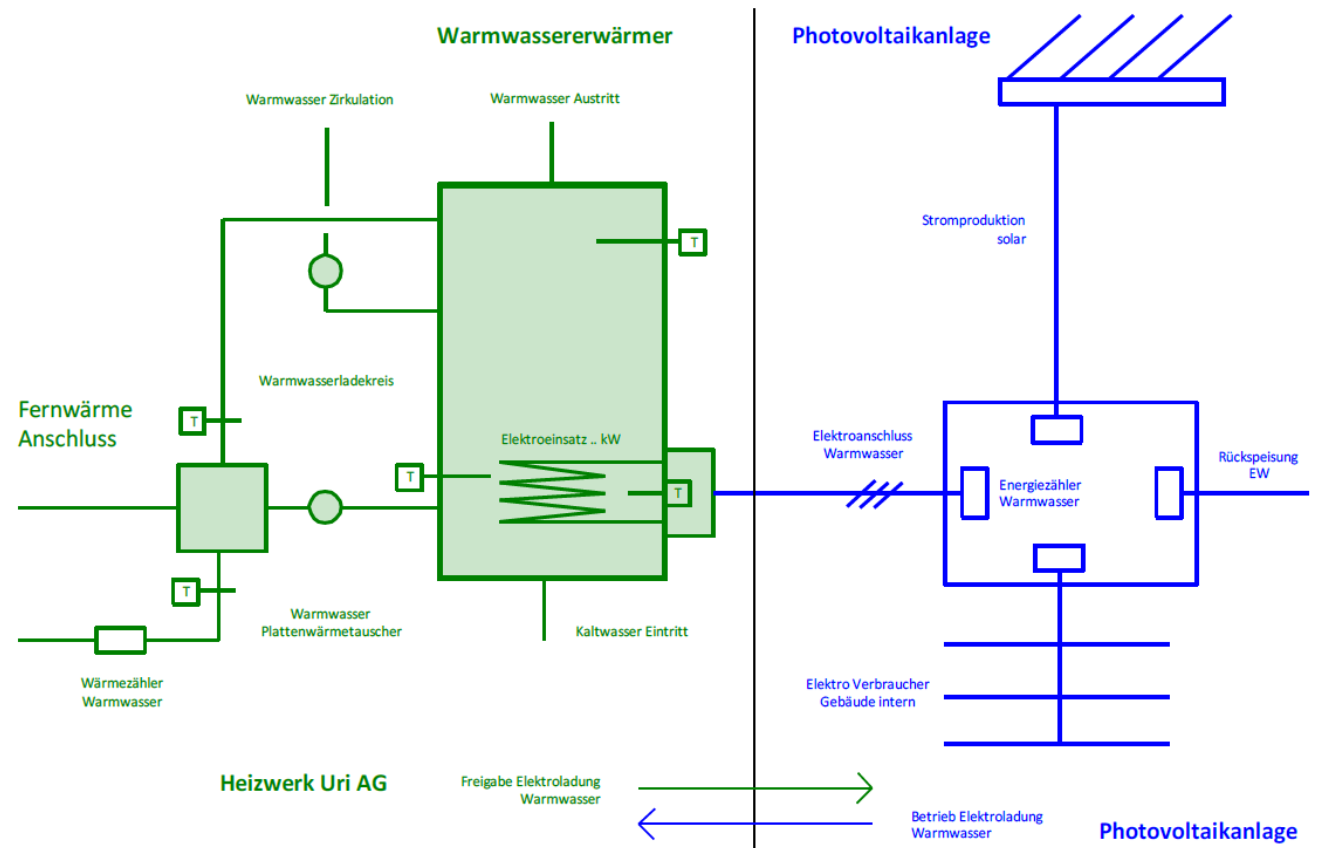 Warmwassererwärmer
Photovoltaikanlage
Warmwasser Zirkulation
Warmwasser Austritt
Stromproduktion
solar
T
Warmwasserladekreis
Fernwärme
Anschluss
T
Elektroeinsatz .. kW
T
T
Elektroanschluss
Warmwasser
Energiezähler
Warmwasser
Rückspeisung
EW
T
Warmwasser
Plattenwärmetauscher
Kaltwasser Eintritt
Wärmezähler
Warmwasser
Elektro Verbraucher
Gebäude intern
Heizwerk Uri AG
Freigabe Elektroladung
Warmwasser
Betrieb Elektroladung
Warmwasser
Photovoltaikanlage